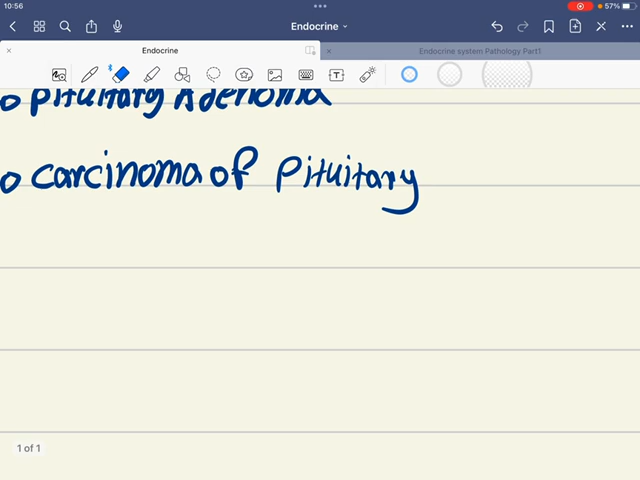 10:56
57%
Endocrine
Endocrine
Endocrine system Pathology Part1
o Pituitary Adenoma
o carcinoma of Pituitary
1 of 1